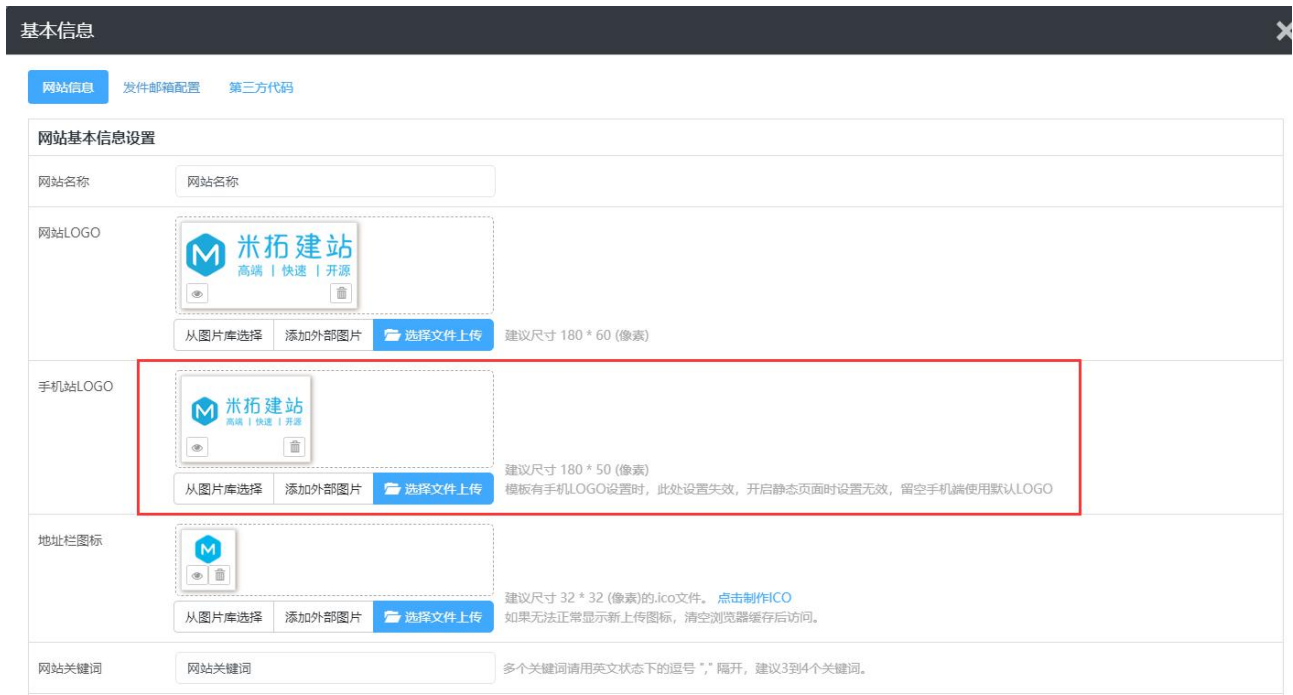 基本信息
网站信息 发件邮箱配置 第三方代码
网站基本信息设置
网站名称 网站名称
网站LOGO
米拓建站
高端 | 快速 | 开源
从图片库选择 添加外部图片 选择文件上传 建议尺寸 180 * 60 (像素)
手机站LOGO
米拓建站
高端 | 快速 | 开源
建议尺寸 180 * 50 (像素)
从图片库选择 添加外部图片 选择文件上传 模板有手机LOGO设置时，此处设置失效，开启静态页面时设置无效，留空手机端使用默认LOGO
地址栏图标
建议尺寸 32 * 32 (像素)的.ico文件。 点击制作ICO
从图片库选择 添加外部图片 选择文件上传 如果无法正常显示新上传图标，清空浏览器缓存后访问。
网站关键词 网站关键词 多个关键词请用英文状态下的逗号 "," 隔开，建议3到4个关键词。